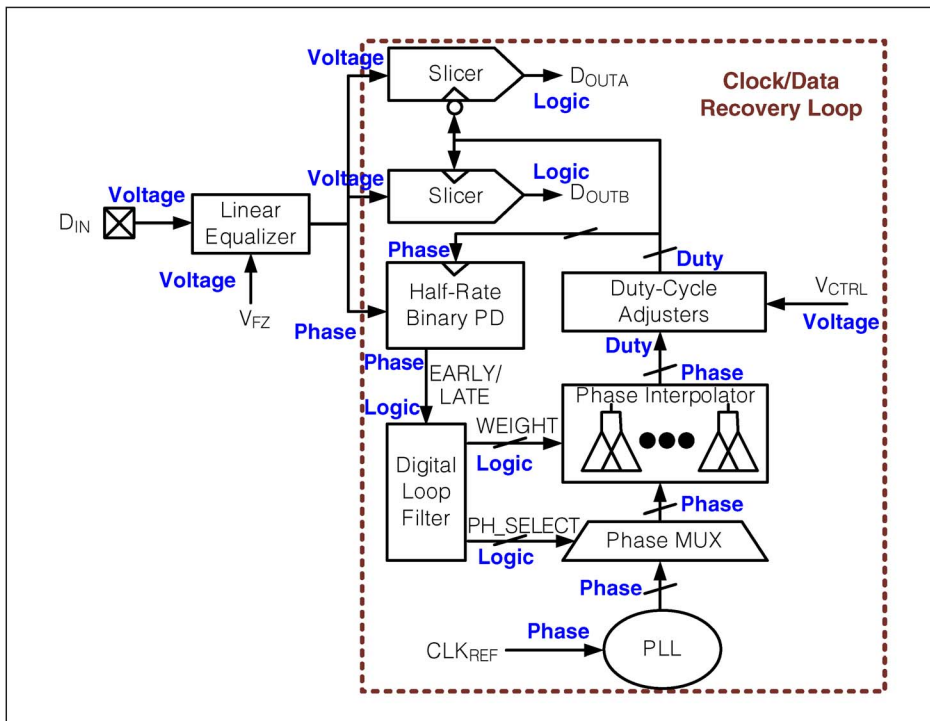 Voltage
Slicer
D_OUTA
Logic
Clock/Data
Recovery Loop
Voltage
Slicer
Logic
D_OUTB
D_IN
Voltage
Linear
Equalizer
Voltage
V_FZ
Phase
Phase
Half-Rate
Binary PD
Phase
EARLY/
LATE
Logic
Duty
Duty-Cycle
Adjusters
V_CTRL
Voltage
Duty
Phase
Phase Interpolator
WEIGHT
Logic
Digital
Loop
Filter
PH_SELECT
Logic
Phase
Phase MUX
Phase
CLK_REF
Phase
PLL